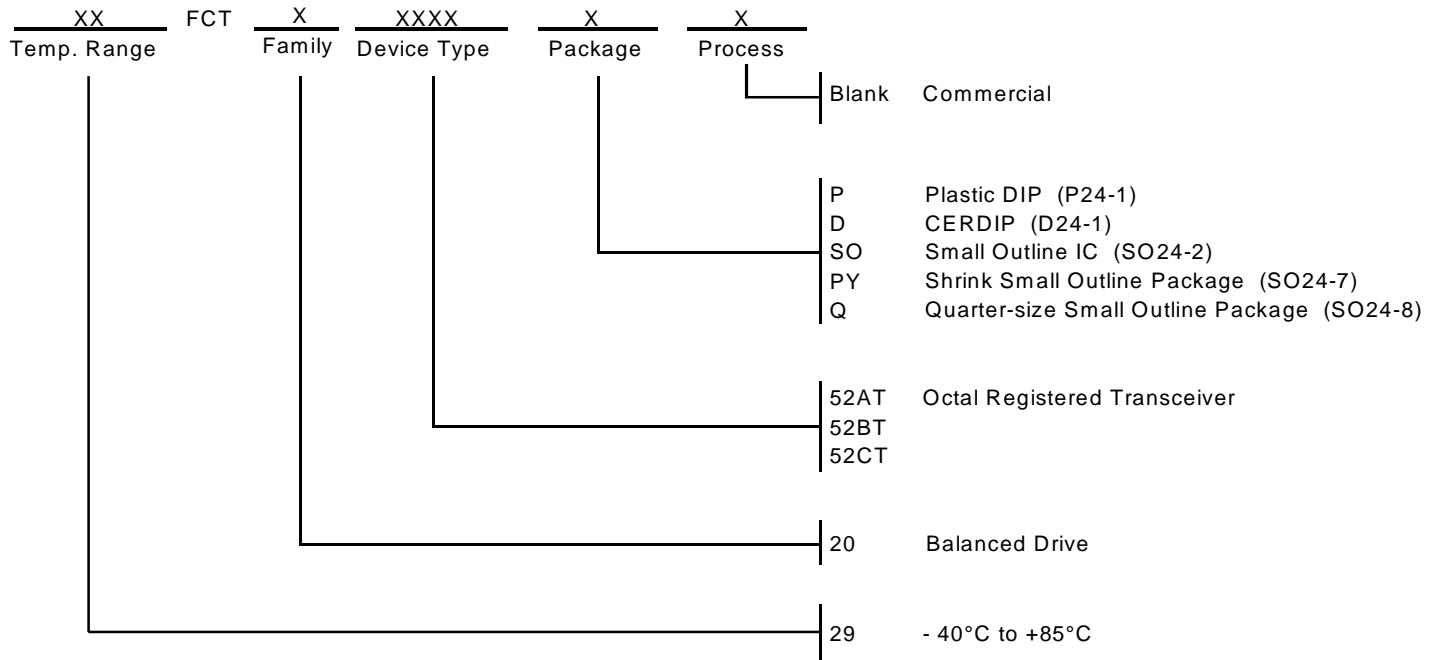 XX FCT X XXXX X X
Temp. Range Family Device Type Package Process
Blank Commercial
P Plastic DIP (P24-1)
D CERDIP (D24-1)
SO Small Outline IC (SO24-2)
PY Shrink Small Outline Package (SO24-7)
Q Quarter-size Small Outline Package (SO24-8)
52AT Octal Registered Transceiver
52BT
52CT
20 Balanced Drive
29 - 40°C to +85°C